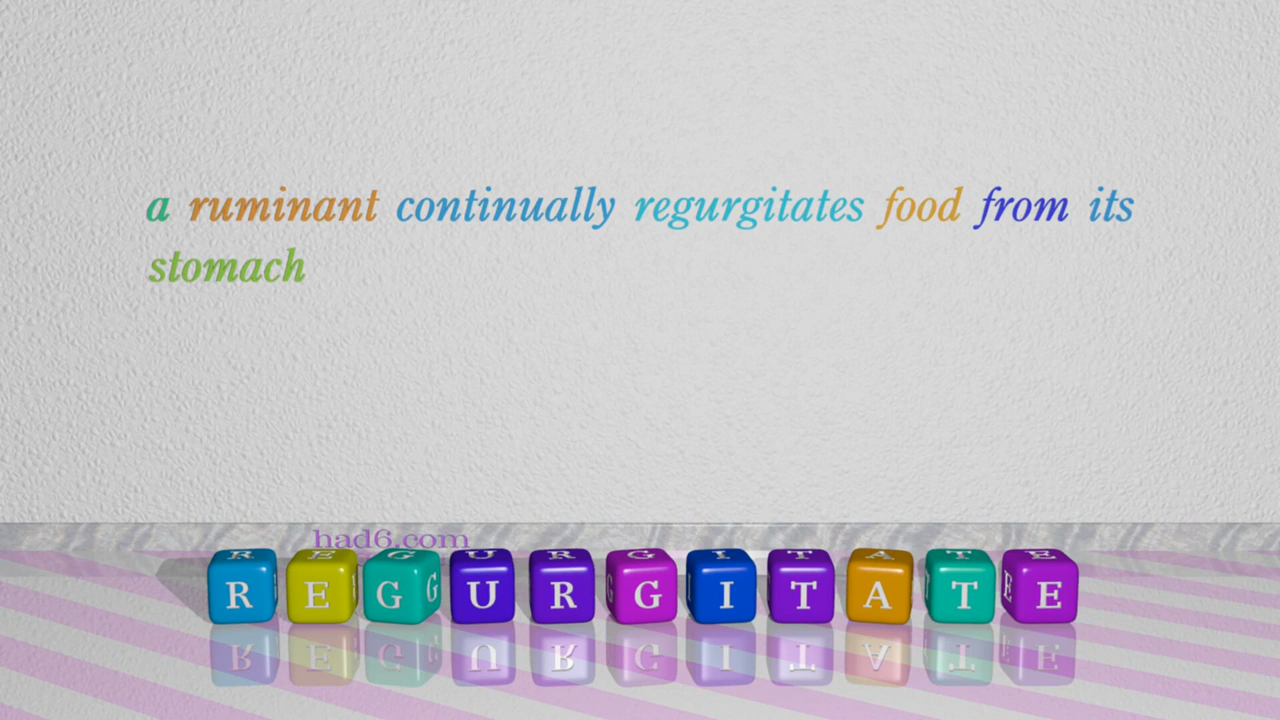 a ruminant continually regurgitates food from its
stomach
had6.com
REGURGITATE